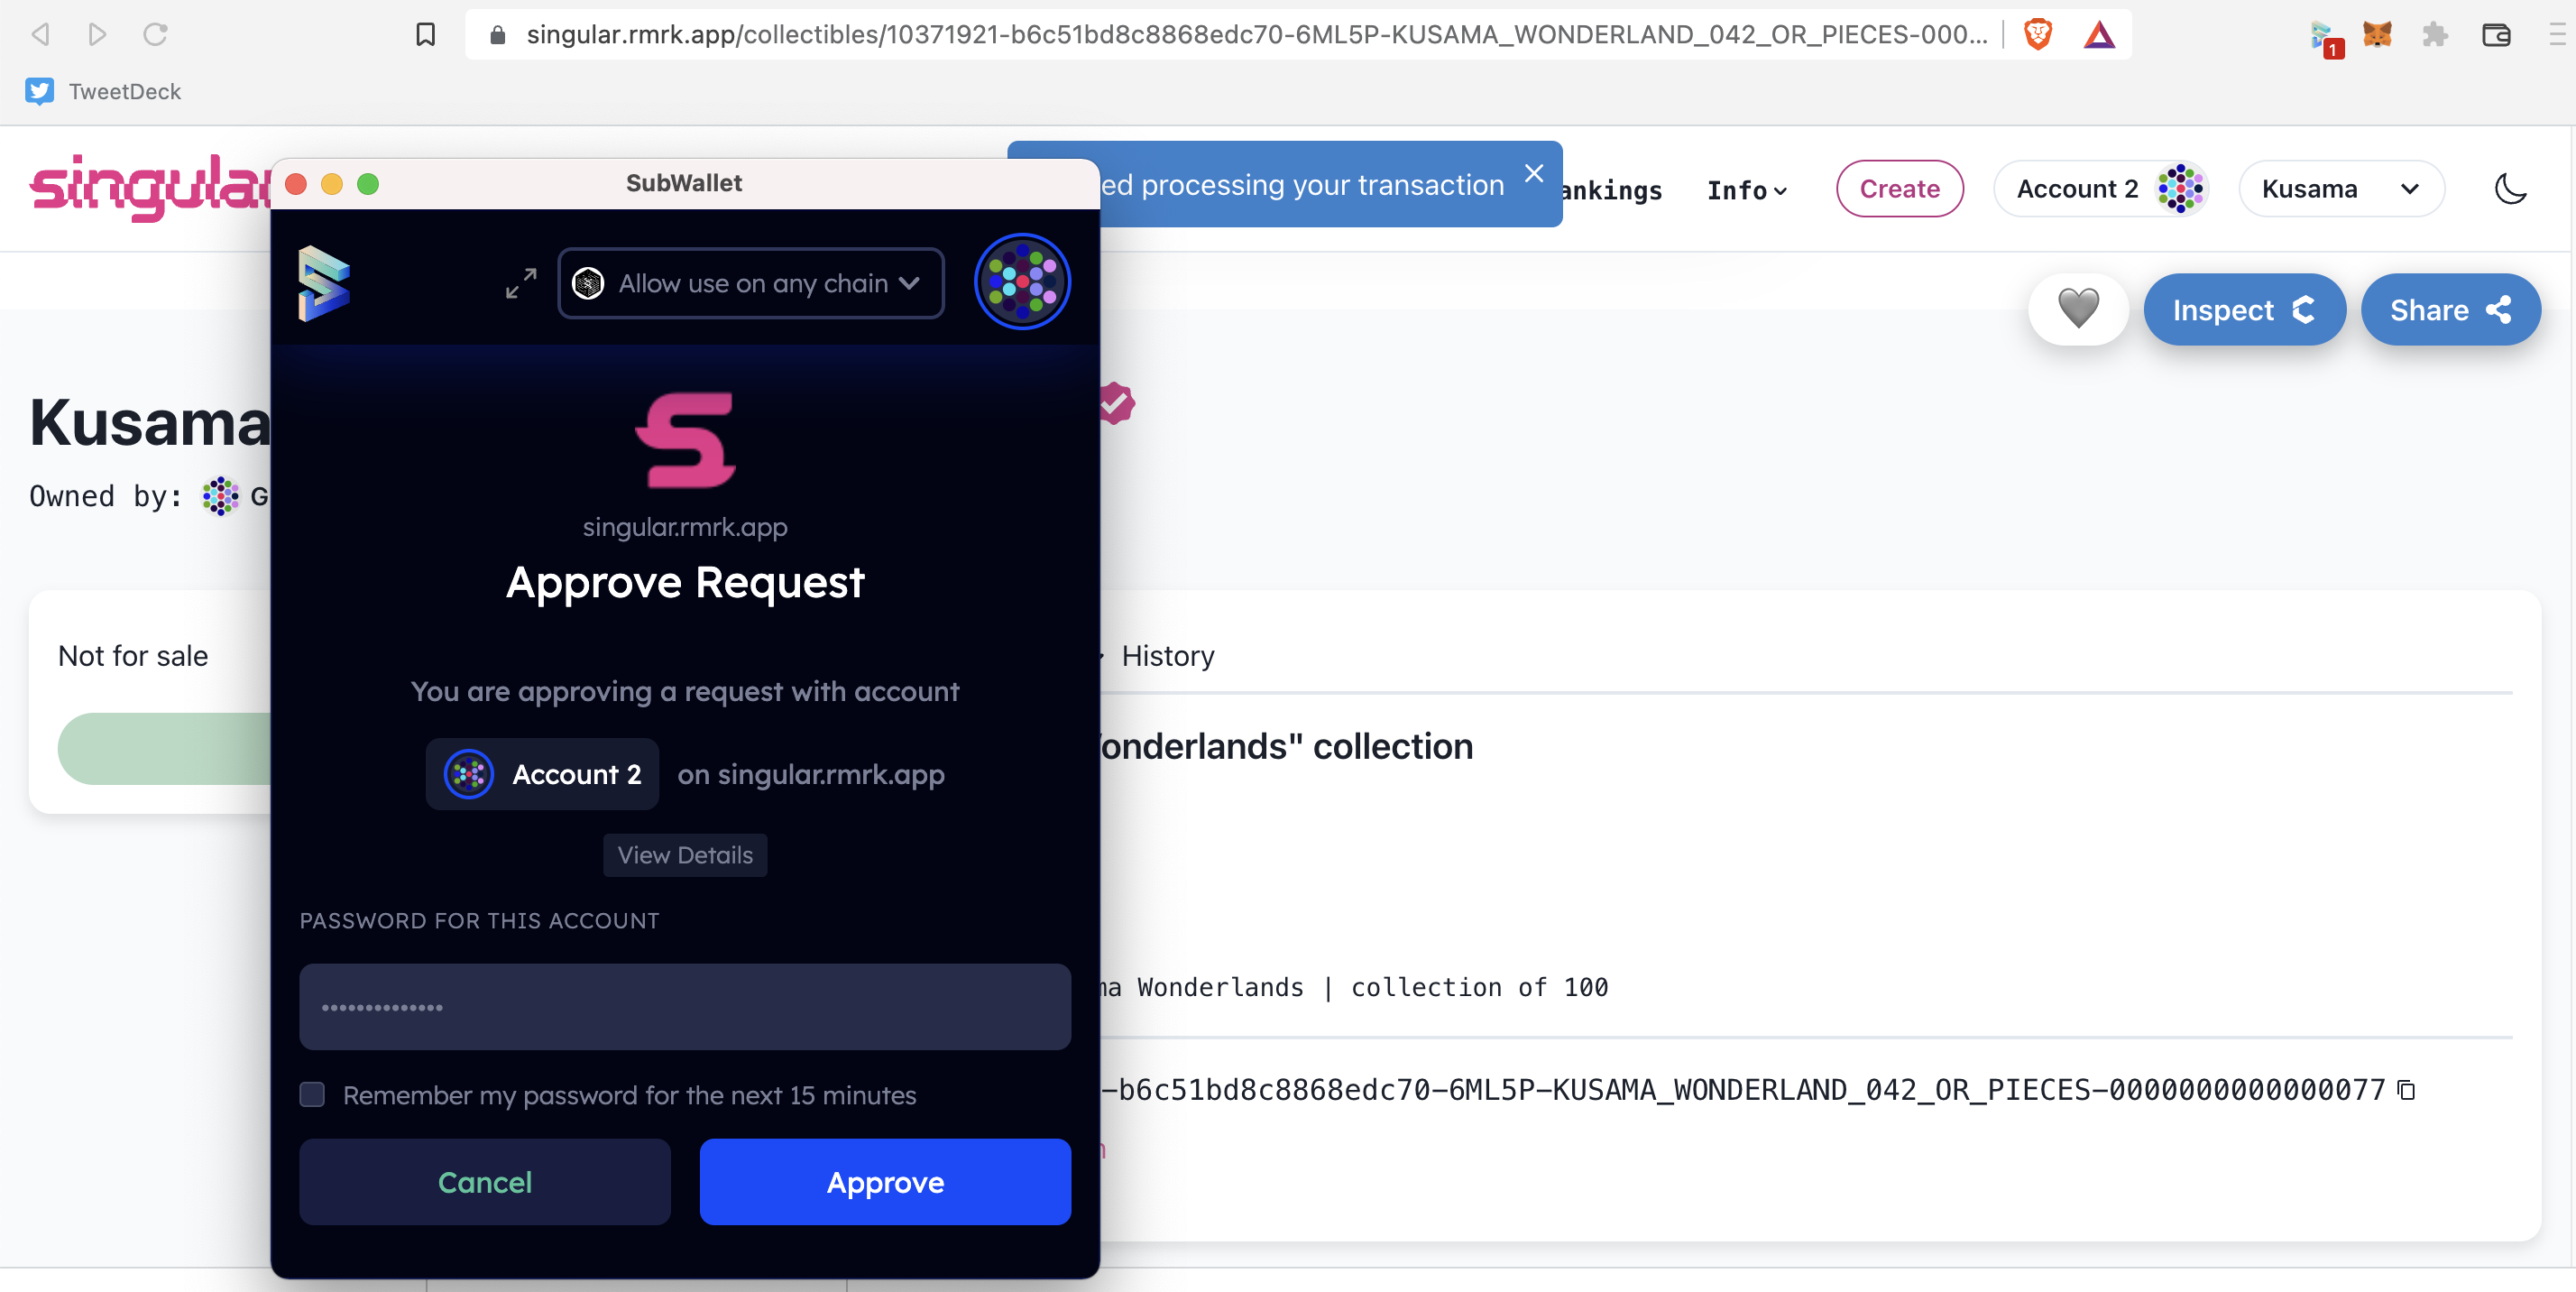 singular.rmrk.app/collectibles/10371921-b6c51bd8c8868edc70-6ML5P-KUSAMA_WONDERLAND_042_OR_PIECES-000...
1
TweetDeck
singular
SubWallet
ed processing your transaction
ankings
Info
Create
Account 2
Kusama
Allow use on any chain
Inspect
Share
singular.rmrk.app
Approve Request
Kusama
Owned by: G
Not for sale
History
You are approving a request with account
Account 2 on singular.rmrk.app
onderlands" collection
View Details
PASSWORD FOR THIS ACCOUNT
••••••••••••••
ma Wonderlands | collection of 100
-b6c51bd8c8868edc70-6ML5P-KUSAMA_WONDERLAND_042_OR_PIECES-0000000000000077
Remember my password for the next 15 minutes
Cancel
Approve